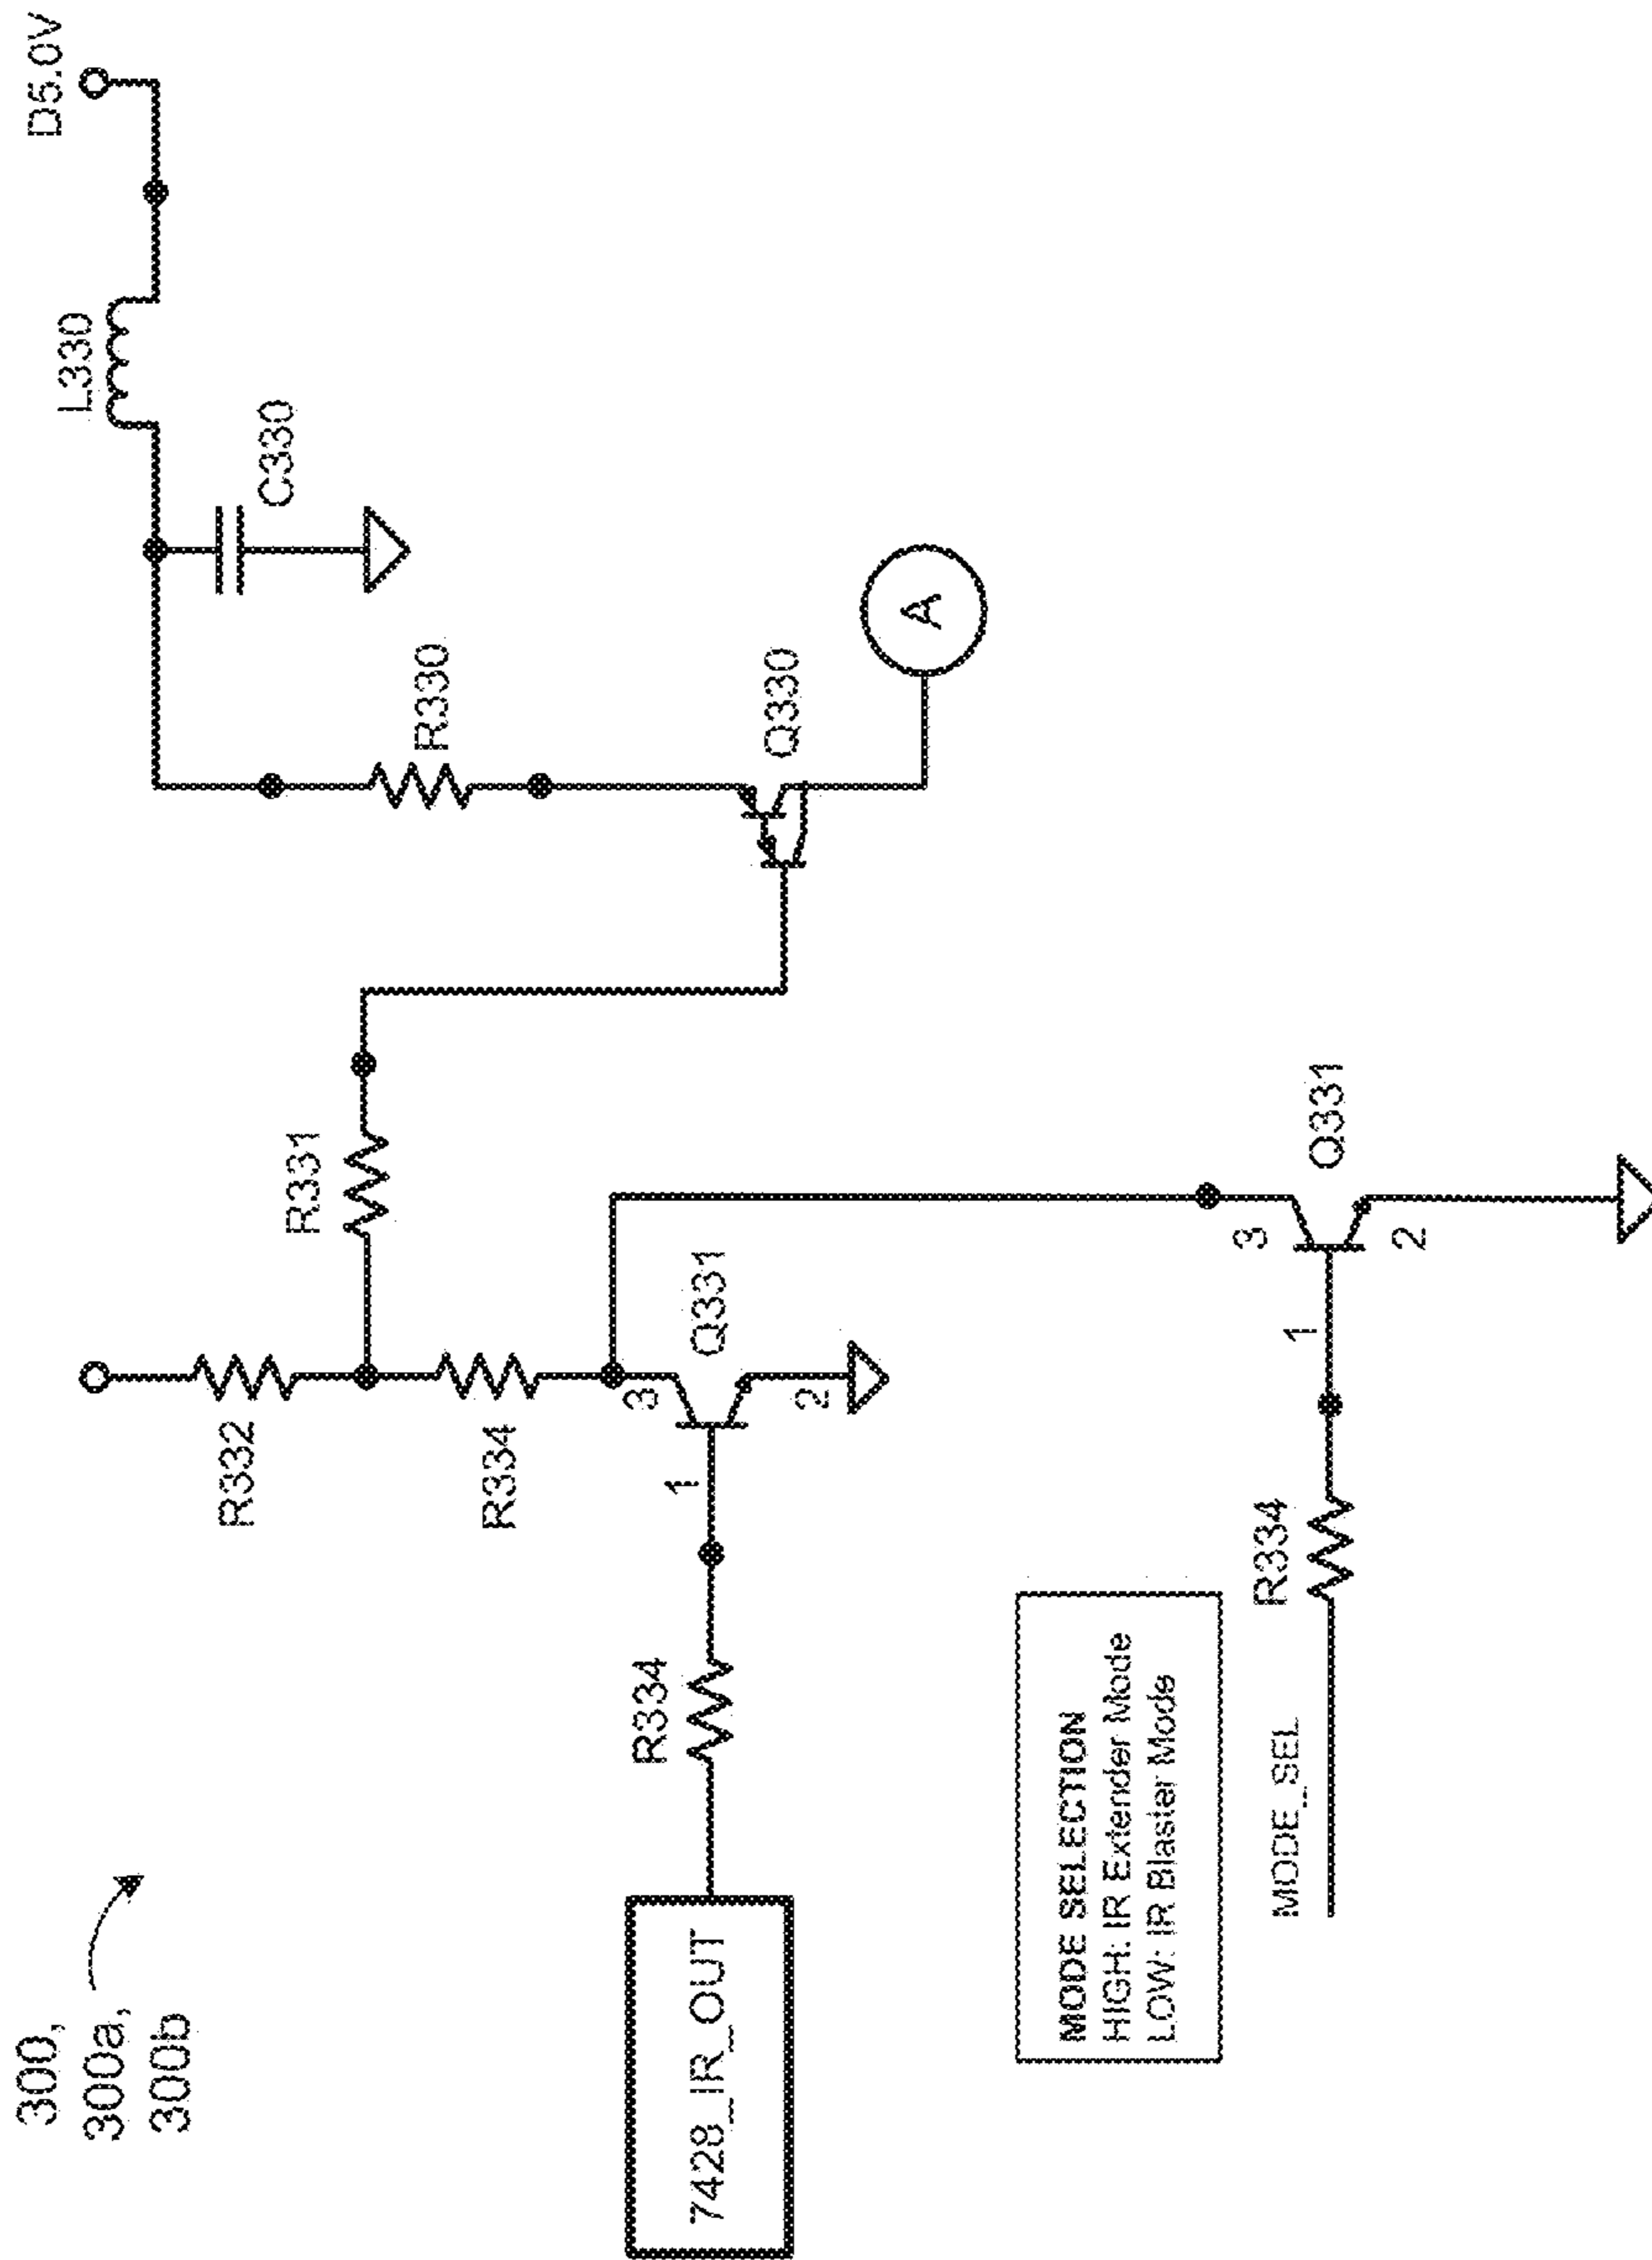 300,
300a,
300b
D5.0V
L330
C330
R330
Q330
A
R331
R332
R334
3
Q331
1
2
R334
7428_IR_OUT
MODE SELECTION
HIGH: IR Extender Mode
LOW: IR Blaster Mode
MODE_SEL
R334
1
3
Q331
2